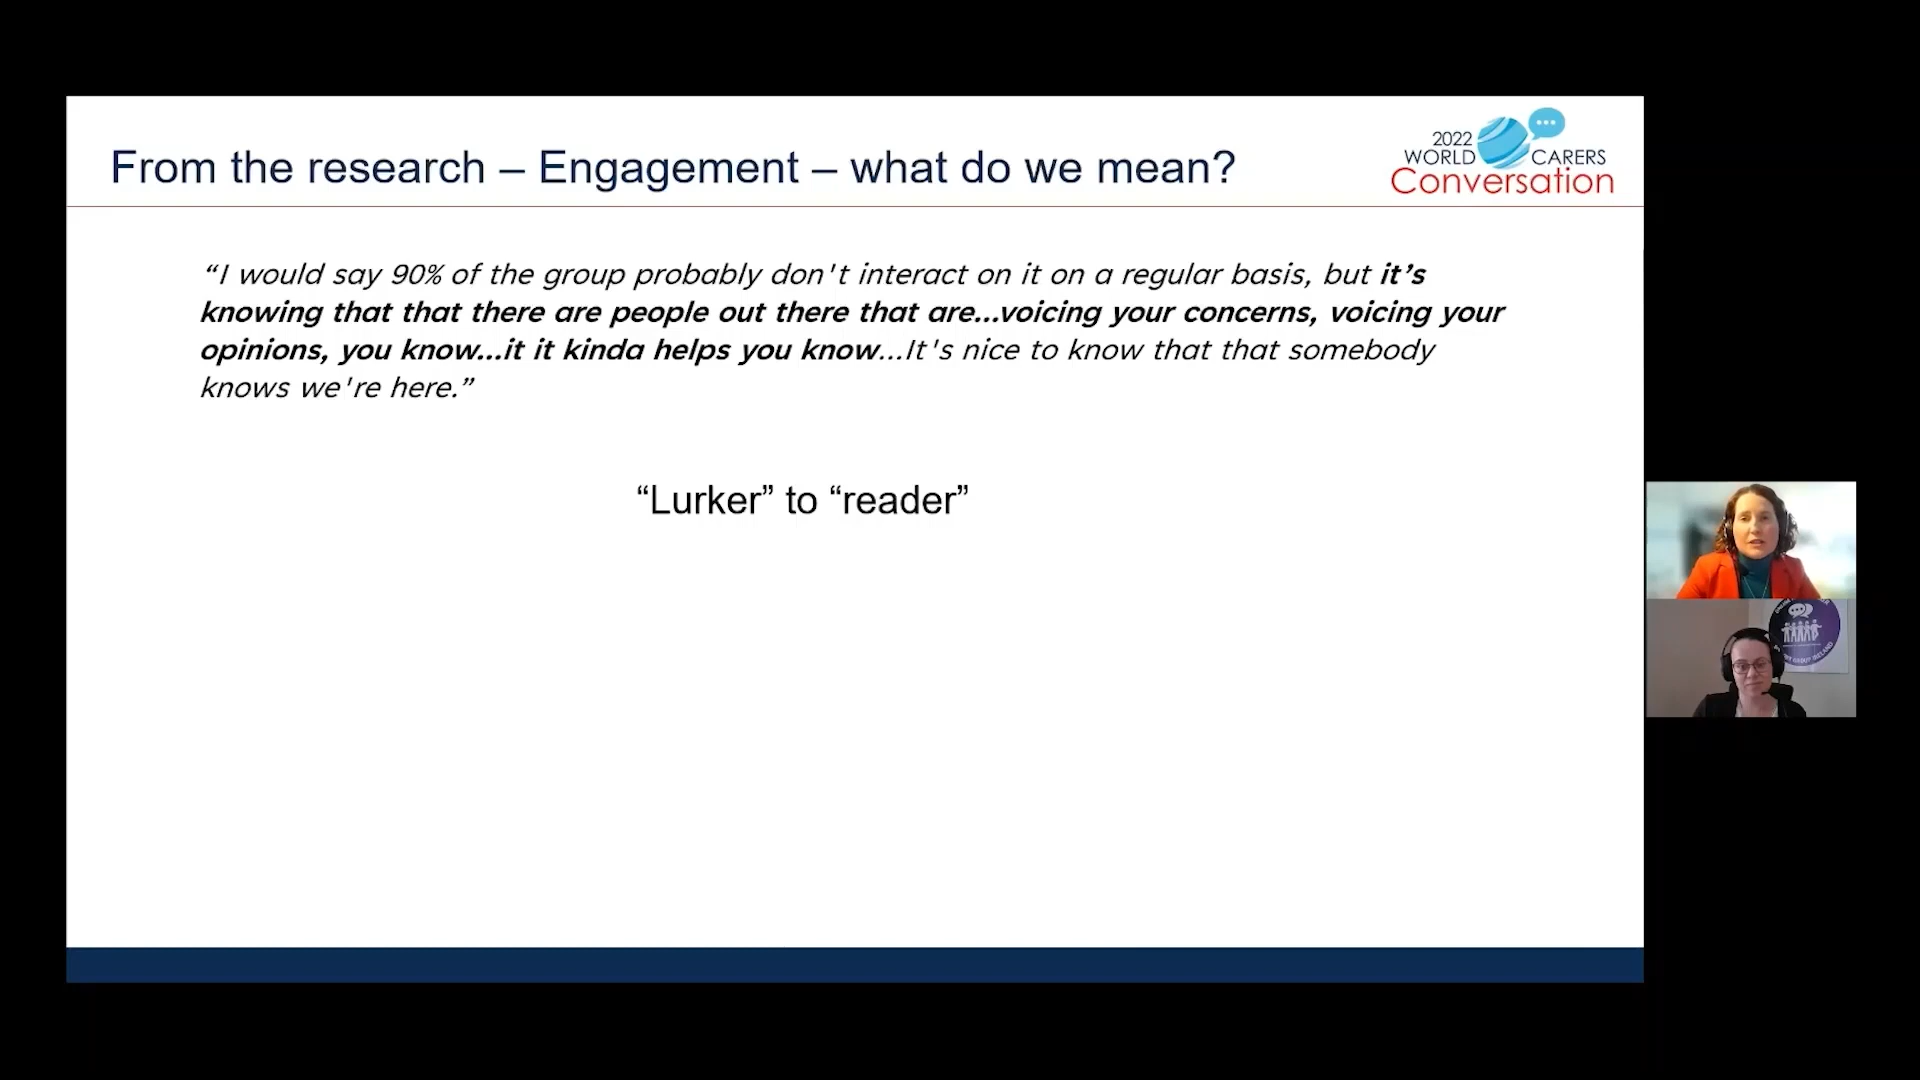 From the research – Engagement – what do we mean?
2022
WORLD CARERS
Conversation
“I would say 90% of the group probably don't interact on it on a regular basis, but it’s
knowing that that there are people out there that are...voicing your concerns, voicing your
opinions, you know...it it kinda helps you know...It's nice to know that that somebody
knows we're here.”
“Lurker” to “reader”